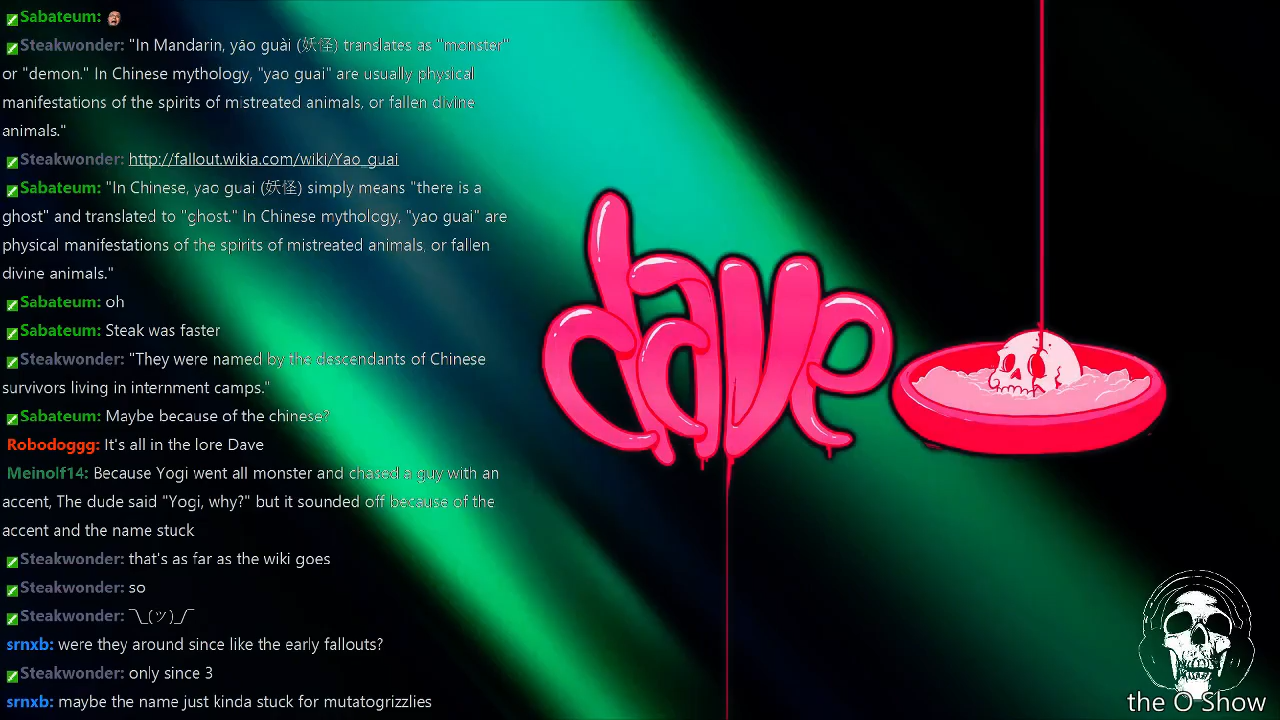 Sabateum:
Steakwonder: "In Mandarin, yāo guài (妖怪) translates as "monster"
or "demon." In Chinese mythology, "yao guai" are usually physical
manifestations of the spirits of mistreated animals, or fallen divine
animals."
Steakwonder: http://fallout.wikia.com/wiki/Yao_guai
Sabateum: "In Chinese, yao guai (妖怪) simply means "there is a
ghost" and translated to "ghost." In Chinese mythology, "yao guai" are
physical manifestations of the spirits of mistreated animals, or fallen
divine animals."
Sabateum: oh
Sabateum: Steak was faster
Steakwonder: "They were named by the descendants of Chinese
survivors living in internment camps."
Sabateum: Maybe because of the chinese?
Robodoggg: It's all in the lore Dave
Meinolf14: Because Yogi went all monster and chased a guy with an
accent, The dude said "Yogi, why?" but it sounded off because of the
accent and the name stuck
Steakwonder: that's as far as the wiki goes
Steakwonder: so
Steakwonder: ¯\_(ツ)_/¯
srnxb: were they around since like the early fallouts?
Steakwonder: only since 3
srnxb: maybe the name just kinda stuck for mutatogrizzlies
dave
the O Show